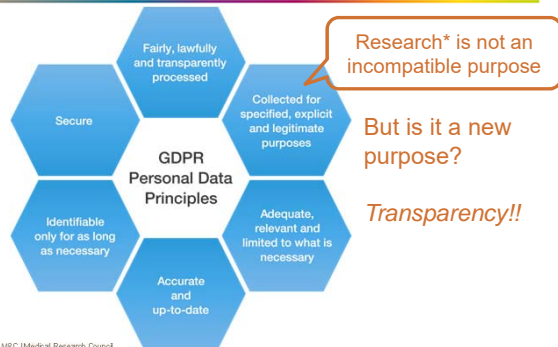 Fairly, lawfully
and transparently
processed
Research* is not an
incompatible purpose
Secure
Collected for
specified, explicit
and legitimate
purposes
But is it a new
purpose?
GDPR
Personal Data
Principles
Transparency!!
Identifiable
only for as long
as necessary
Adequate,
relevant and
limited to what is
necessary
Accurate
and
up-to-date
MRC | Medical Research Council